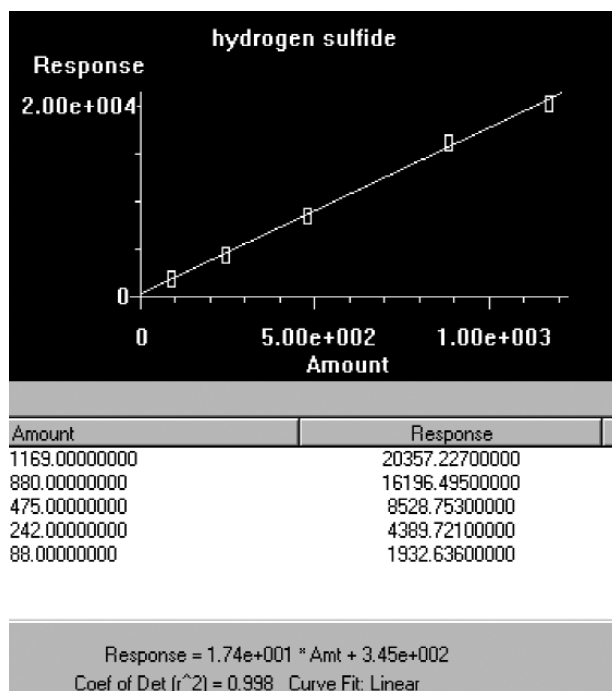 hydrogen sulfide
Response
2.00e+004
0
0 5.00e+002 1.00e+003
Amount
Amount Response
1169.00000000 20357.22700000
880.00000000 16196.49500000
475.00000000 8528.75300000
242.00000000 4389.72100000
88.00000000 1932.63600000
Response = 1.74e+001 * Amt + 3.45e+002
Coef of Det (r^2) = 0.998 Curve Fit: Linear